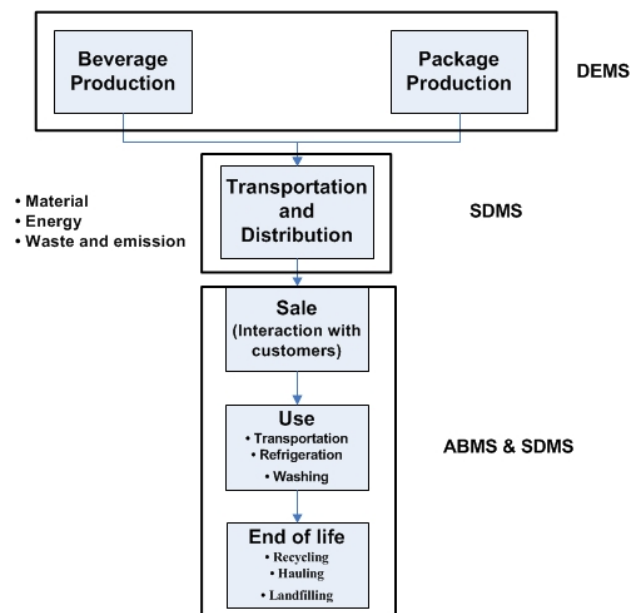 Beverage
Production
Package
Production
DEMS
Transportation
and
Distribution
• Material
• Energy
• Waste and emission
SDMS
Sale
(Interaction with
customers)
Use
• Transportation
• Refrigeration
• Washing
ABMS & SDMS
End of life
• Recycling
• Hauling
• Landfilling